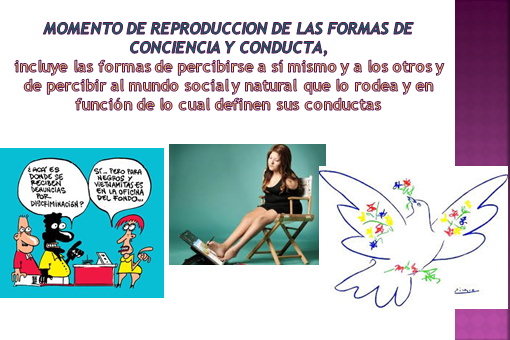 MOMENTO DE REPRODUCCION DE LAS FORMAS DE
CONCIENCIA Y CONDUCTA,
incluye las formas de percibirse a sí mismo y a los otros y
de percibir al mundo social y natural que lo rodea y en
función de lo cual definen sus conductas
¿ACA ES
DONDE SE
RECIBEN
DENUNCIAS
POR
DISCRIMINACIÓN?
SÍ... PERO PARA
NEGROS Y
VIETNAMITAS ES
EN LA OFICINA
DEL FONDO...